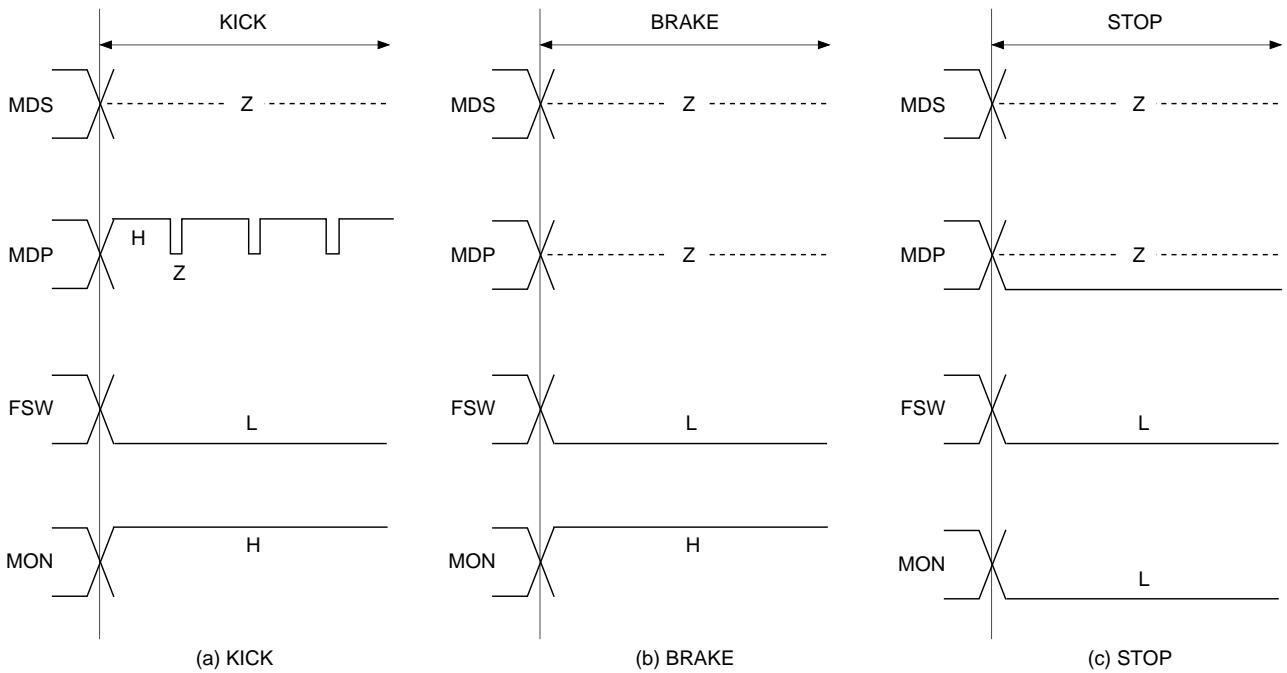 KICK
MDS
Z
MDP
H
Z
FSW
L
MON
H
(a) KICK
BRAKE
MDS
Z
MDP
Z
FSW
L
MON
H
(b) BRAKE
STOP
MDS
Z
MDP
Z
FSW
L
MON
L
(c) STOP